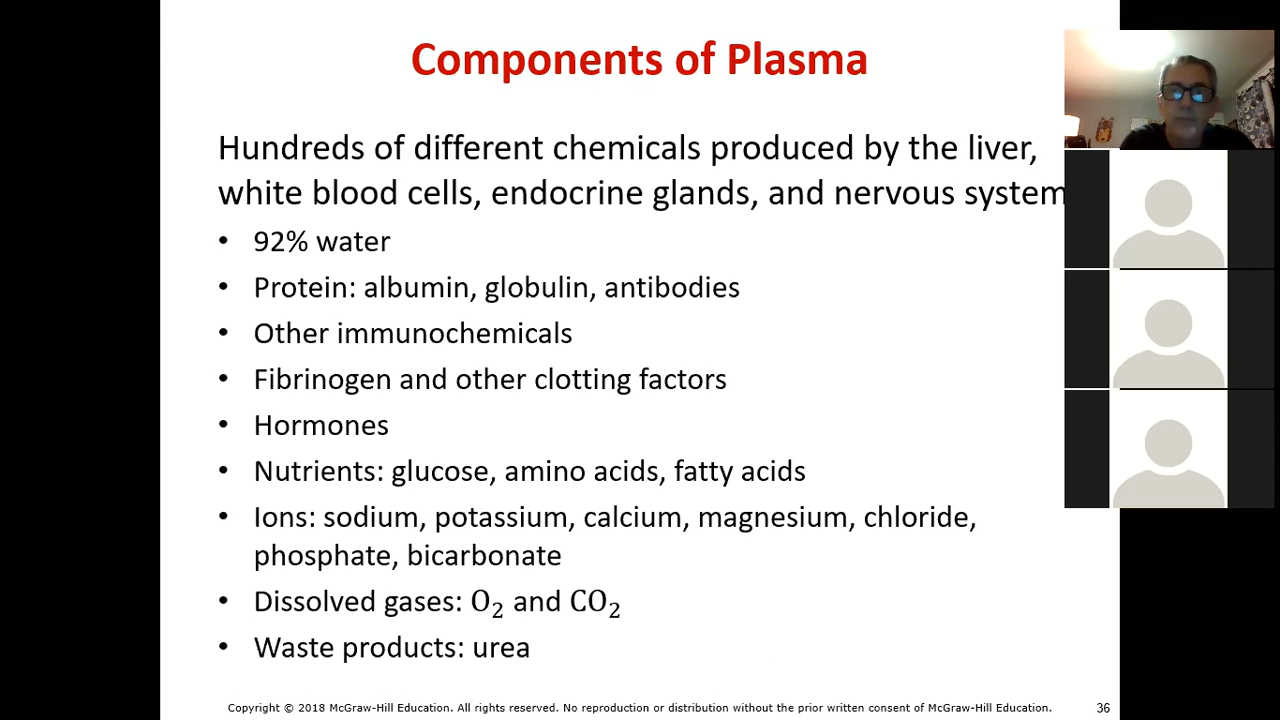 Components of Plasma
Hundreds of different chemicals produced by the liver,
white blood cells, endocrine glands, and nervous system
• 92% water
• Protein: albumin, globulin, antibodies
• Other immunochemicals
• Fibrinogen and other clotting factors
• Hormones
• Nutrients: glucose, amino acids, fatty acids
• Ions: sodium, potassium, calcium, magnesium, chloride,
phosphate, bicarbonate
• Dissolved gases: O₂ and CO₂
• Waste products: urea
Copyright © 2018 McGraw-Hill Education. All rights reserved. No reproduction or distribution without the prior written consent of McGraw-Hill Education. 36